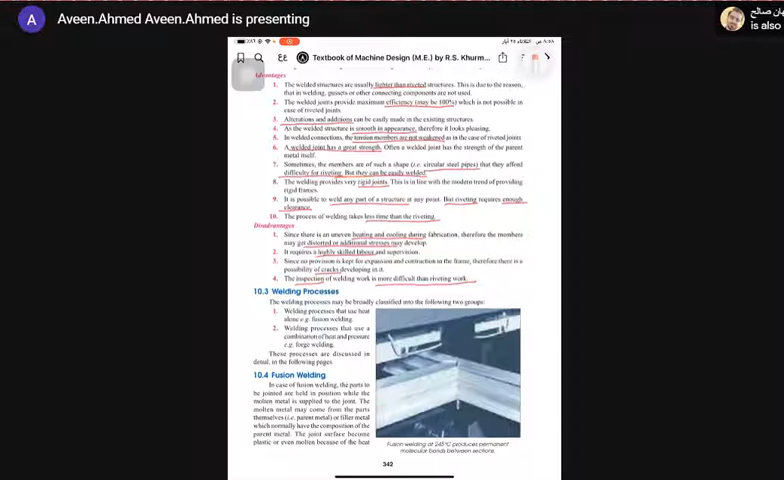 A
Aveen.Ahmed Aveen.Ahmed is presenting
is also
Textbook of Machine Design (M.E.) by R.S. Khurm...
Advantages
1. The welded structures are usually lighter than riveted structures. This is due to the reason,
that in welding, gussets or other connecting components are not used.
2. The welded joints provide maximum efficiency (may be 100%) which is not possible in
case of riveted joints.
3. Alterations and additions can be easily made in the existing structures.
4. As the welded structure is smooth in appearance, therefore it looks pleasing.
5. In welded connections, the tension members are not weakened as in the case of riveted joints.
6. A welded joint has a great strength. Often a welded joint has the strength of the parent
metal itself.
7. Sometimes, the members are of such a shape (i.e. circular steel pipes) that they afford
difficulty for riveting. But they can be easily welded.
8. The welding provides very rigid joints. This is in line with the modern trend of providing
rigid frames.
9. It is possible to weld any part of a structure at any point. But riveting requires enough
clearance.
10. The process of welding takes less time than the riveting.
Disadvantages
1. Since there is an uneven heating and cooling during fabrication, therefore the members
may get distorted or additional stresses may develop.
2. It requires a highly skilled labour and supervision.
3. Since no provision is kept for expansion and contraction in the frame, therefore there is a
possibility of cracks developing in it.
4. The inspection of welding work is more difficult than riveting work.
10.3 Welding Processes
The welding processes may be broadly classified into the following two groups:
1. Welding processes that use heat
alone e.g. fusion welding.
2. Welding processes that use a
combination of heat and pressure
e.g. forge welding.
These processes are discussed in
detail, in the following pages.
10.4 Fusion Welding
In case of fusion welding, the parts to
be jointed are held in position while the
molten metal is supplied to the joint. The
molten metal may come from the parts
themselves (i.e. parent metal) or filler metal
which normally have the composition of the
parent metal. The joint surface become
plastic or even molten because of the heat
Fusion welding at 245°C produces permanent
molecular bonds between sections.
342